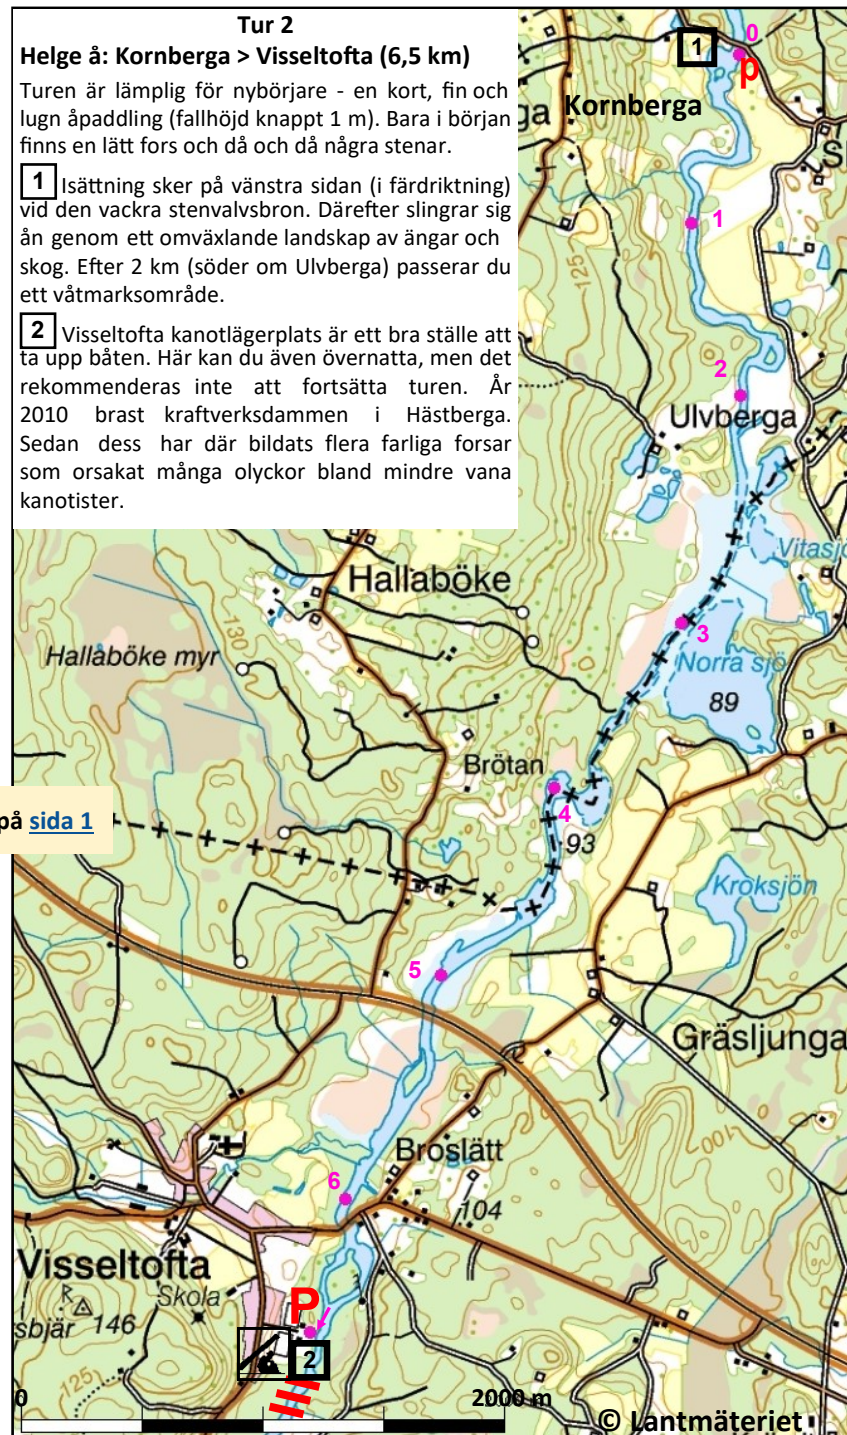 Tur 2
Helge å: Kornberga > Visseltofta (6,5 km)
Turen är lämplig för nybörjare - en kort, fin och
lugn åpaddling (fallhöjd knappt 1 m). Bara i början
finns en lätt fors och då och då några stenar.
1 Isättning sker på vänstra sidan (i färdriktning)
vid den vackra stenvalvsbron. Därefter slingrar sig
ån genom ett omväxlande landskap av ängar och
skog. Efter 2 km (söder om Ulvberga) passerar du
ett våtmarksområde.
2 Visseltofta kanotlägerplats är ett bra ställe att
ta upp båten. Här kan du även övernatta, men det
rekommenderas inte att fortsätta turen. År
2010 brast kraftverksdammen i Hästberga.
Sedan dess har där bildats flera farliga forsar
som orsakat många olyckor bland mindre vana
kanotister.
0
1
p
Kornberga
ga
S
1
125
2
Ulvberga
Vitasjö
Hallaböke
3
130
Hallaböke myr
Norra sjö
89
Brötan
4
på sida 1
93
Kroksjön
5
Gräsljunga
100
Broslätt
6
104
Visseltofta
Skola
P
sbjär 146
2
125
0
2000 m
© Lantmäteriet